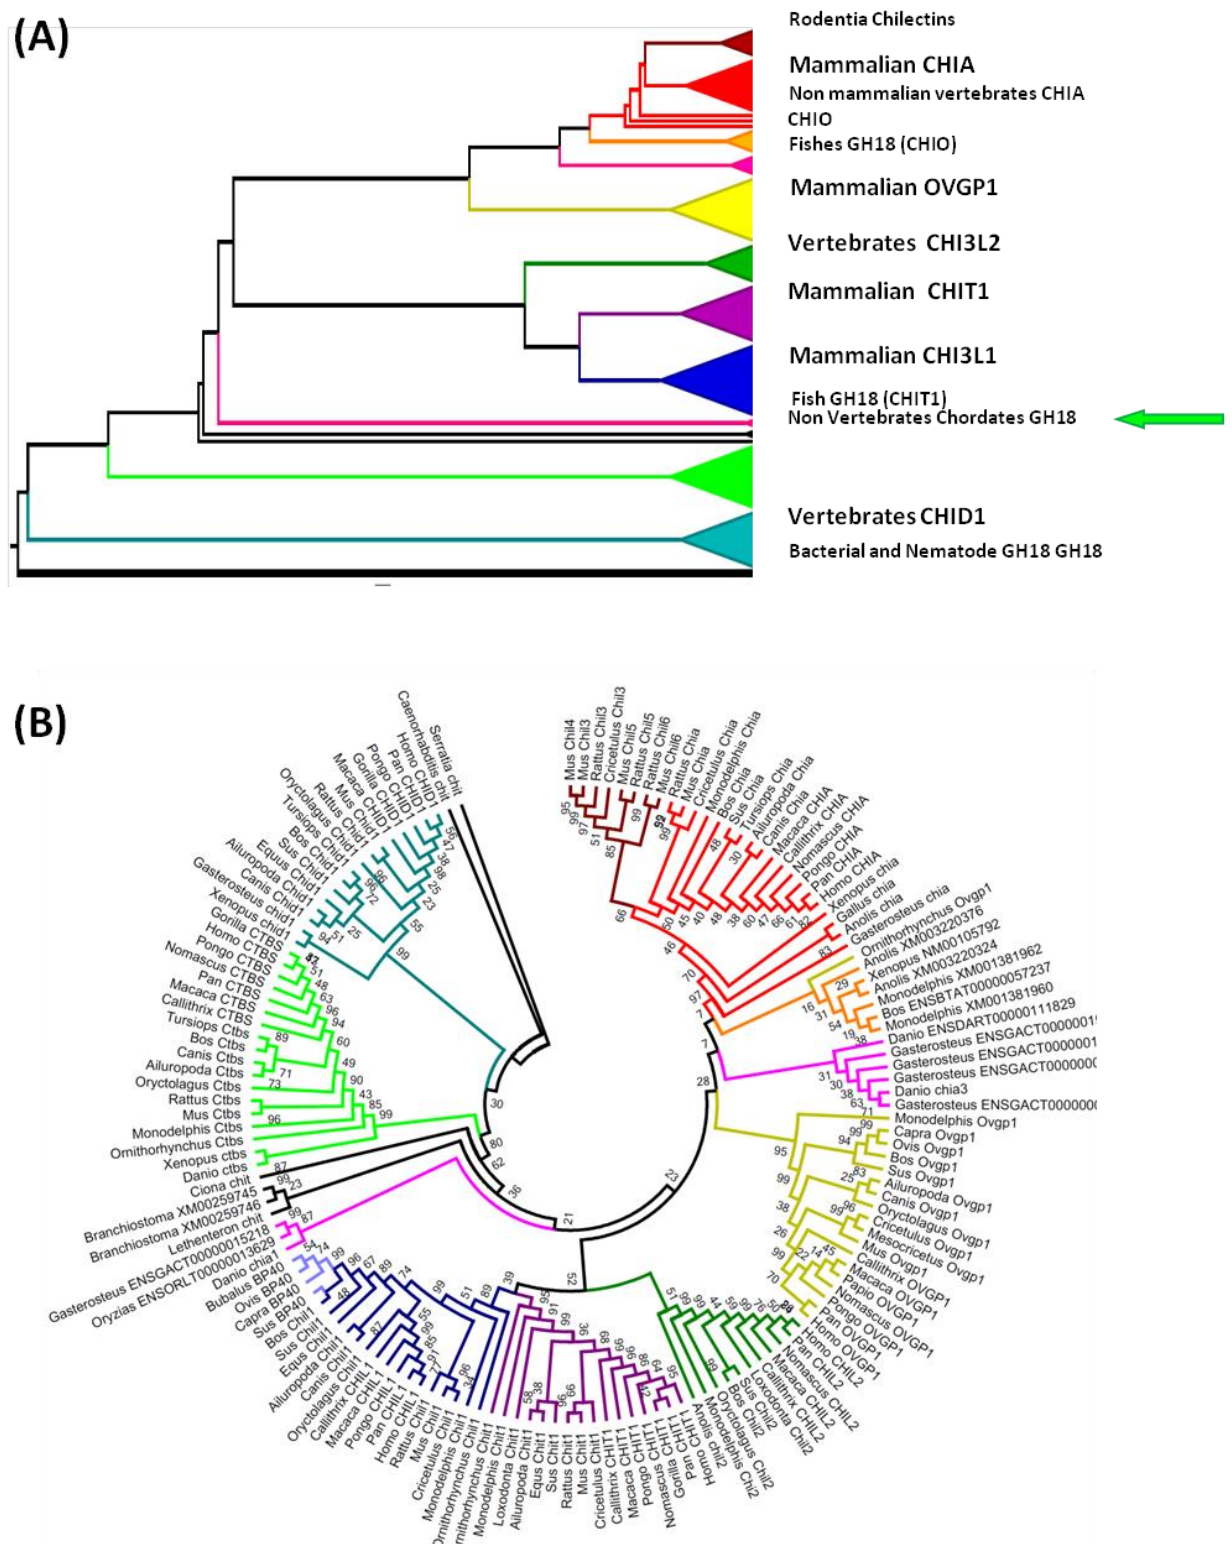 (A)
Rodentia Chilectins
Mammalian CHIA
Non mammalian vertebrates CHIA
CHIO
Fishes GH18 (CHIO)
Mammalian OVGP1
Vertebrates CHI3L2
Mammalian CHIT1
Mammalian CHI3L1
Fish GH18 (CHIT1)
Non Vertebrates Chordates GH18
Vertebrates CHID1
Bacterial and Nematode GH18 GH18
(B)
Mus Chil4
Mus Chil3
Rattus Chil3
Cricetulus Chil3
Mus Chil5
Rattus Chil5
Rattus Chil6
Mus Chil6
Rattus Chia
Mus Chia
Cricetulus Chia
Monodelphis Chia
Bos Chia
Sus Chia
Tursiops Chia
Ailuropoda Chia
Canis Chia
Macaca CHIA
Callithrix CHIA
Nomascus CHIA
Pongo CHIA
Pan CHIA
Homo CHIA
Xenopus chia
Gallus chia
Anolis chia
Gasterosteus chia
Ornithorhynchus Ovgp1
Anolis XM003220376
Xenopus NM00105792
Anolis XM003220324
Monodelphis XM001381962
Bos ENSBTAT00000057237
Monodelphis XM001381960
Danio ENSDART00000111829
Gasterosteus ENSGACT0000001
Gasterosteus ENSGACT0000000
Gasterosteus ENSGACT0000000
Danio chia3
Gasterosteus ENSGACT0000000
Monodelphis Ovgp1
Capra Ovgp1
Ovis Ovgp1
Bos Ovgp1
Sus Ovgp1
Ailuropoda Ovgp1
Canis Ovgp1
Oryctolagus Ovgp1
Cricetulus Ovgp1
Mesocricetus Ovgp1
Mus Ovgp1
Callithrix OVGP1
Macaca OVGP1
Papio OVGP1
Nomascus OVGP1
Pongo OVGP1
Pan OVGP1
Homo OVGP1
Homo CHIL2
Pan CHIL2
Nomascus CHIL2
Macaca CHIL2
Callithrix CHIL2
Loxodonta Chil2
Sus Chil2
Bos Chil2
Oryctolagus Chil2
Monodelphis Chi2
Anolis chil2
Homo CHIT1
Pan CHIT1
Gorilla CHIT1
Nomascus CHIT1
Pongo CHIT1
Macaca CHIT1
Callithrix CHIT1
Cricetulus Chit1
Mus Chit1
Rattus Chit1
Sus Chit1
Equs Chit1
Ailuropoda Chit1
Loxodonta Chit1
Monodelphis Chit1
rnithorhynchus Chit1
Ornithorhynchus Chil1
Monodelphis Chil1
Cricetulus Chil1
Mus Chil1
Rattus Chil1
Homo CHIL1
Pan CHIL1
Pongo CHIL1
Macaca CHIL1
Callithrix CHIL1
Oryctolagus Chil1
Canis Chil1
Ailuropoda Chil1
Equs Chil1
Sus Chil1
Bos Chil1
Sus BP40
Capra BP40
Ovis BP40
Bubalus BP40
Danio chia1
Oryzias ENSORLT00000013629
Gasterosteus ENSGACT00000015218
Lethenteron chit
Branchiostoma XM00259746
Branchiostoma XM00259745
Ciona chit
Danio ctbs
Xenopus ctbs
Ornithorhynchus Ctbs
Monodelphis Ctbs
Mus Ctbs
Rattus Ctbs
Oryctolagus Ctbs
Ailuropoda Ctbs
Canis Ctbs
Bos Ctbs
Tursiops Ctbs
Callithrix CTBS
Macaca CTBS
Pan CTBS
Nomascus CTBS
Pongo CTBS
Homo CTBS
Gorilla CTBS
Xenopus chid1
Gasterosteus chid1
Canis Chid1
Ailuropoda Chid1
Equus Chid1
Sus Chid1
Bos Chid1
Tursiops Chid1
Oryctolagus Chid1
Rattus Chid1
Mus Chid1
Macaca CHID1
Gorilla CHID1
Pongo CHID1
Pan CHID1
Homo CHID1
Caenorhabditis chit
Serratia chit